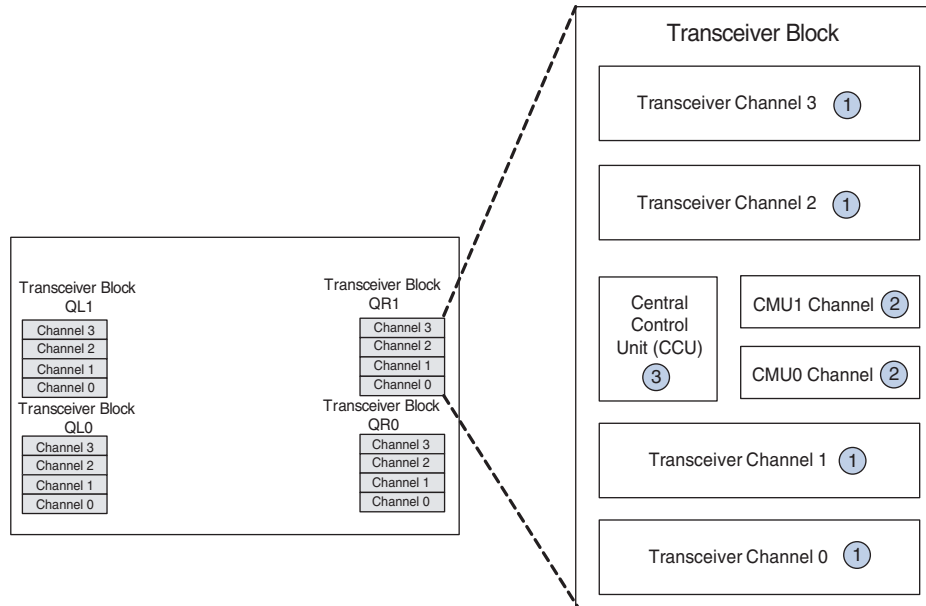 Transceiver Block
QL1
Channel 3
Channel 2
Channel 1
Channel 0
Transceiver Block
QL0
Channel 3
Channel 2
Channel 1
Channel 0
Transceiver Block
QR1
Channel 3
Channel 2
Channel 1
Channel 0
Transceiver Block
QR0
Channel 3
Channel 2
Channel 1
Channel 0
Transceiver Block
Transceiver Channel 3 1
Transceiver Channel 2 1
Central
Control
Unit (CCU)
3
CMU1 Channel 2
CMU0 Channel 2
Transceiver Channel 1 1
Transceiver Channel 0 1